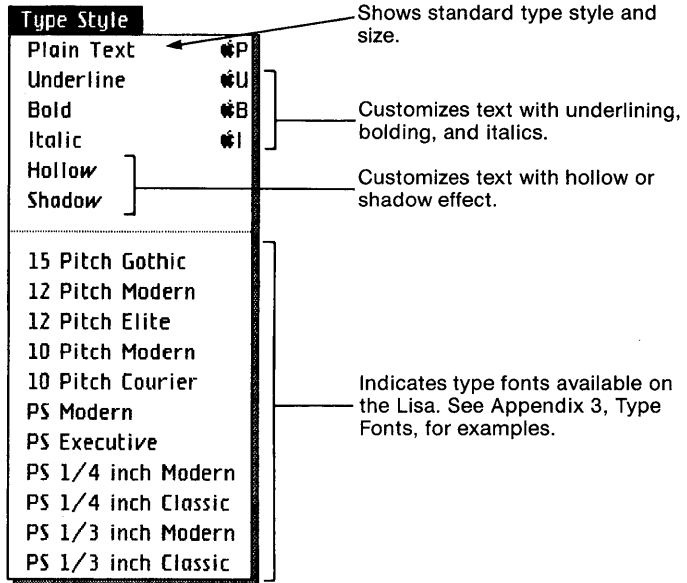 Type Style
Plain Text P
Underline U
Bold B
Italic I
Hollow
Shadow
15 Pitch Gothic
12 Pitch Modern
12 Pitch Elite
10 Pitch Modern
10 Pitch Courier
PS Modern
PS Executive
PS 1/4 inch Modern
PS 1/4 inch Classic
PS 1/3 inch Modern
PS 1/3 inch Classic
Shows standard type style and
size.
Customizes text with underlining,
bolding, and italics.
Customizes text with hollow or
shadow effect.
Indicates type fonts available on
the Lisa. See Appendix 3, Type
Fonts, for examples.